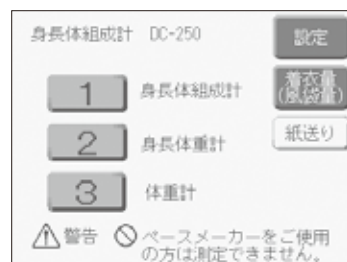 身長体組成計 DC-250
設定
1 身長体組成計
着衣量
(風袋量)
2 身長体重計
紙送り
3 体重計
警告 ペースメーカーをご使用
の方は測定できません。